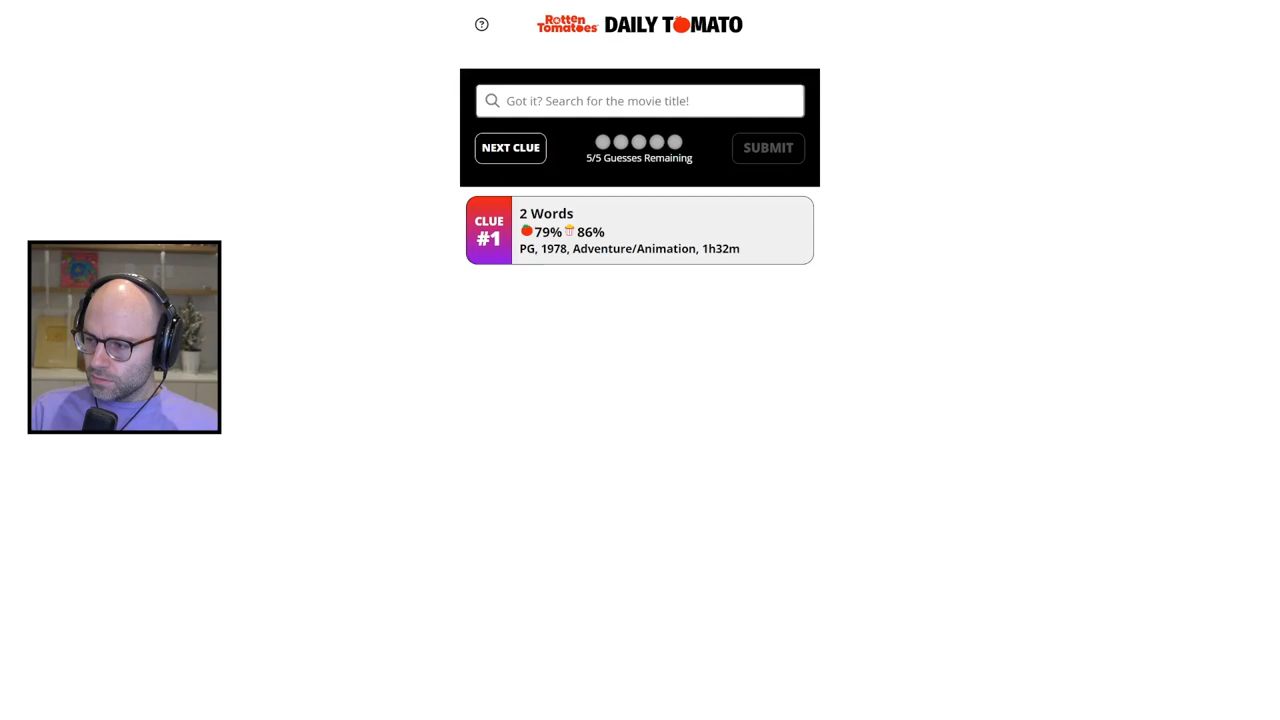 Rotten
Tomatoes
DAILY TOMATO
Got it? Search for the movie title!
NEXT CLUE
5/5 Guesses Remaining
SUBMIT
CLUE
#1
2 Words
79% 86%
PG, 1978, Adventure/Animation, 1h32m